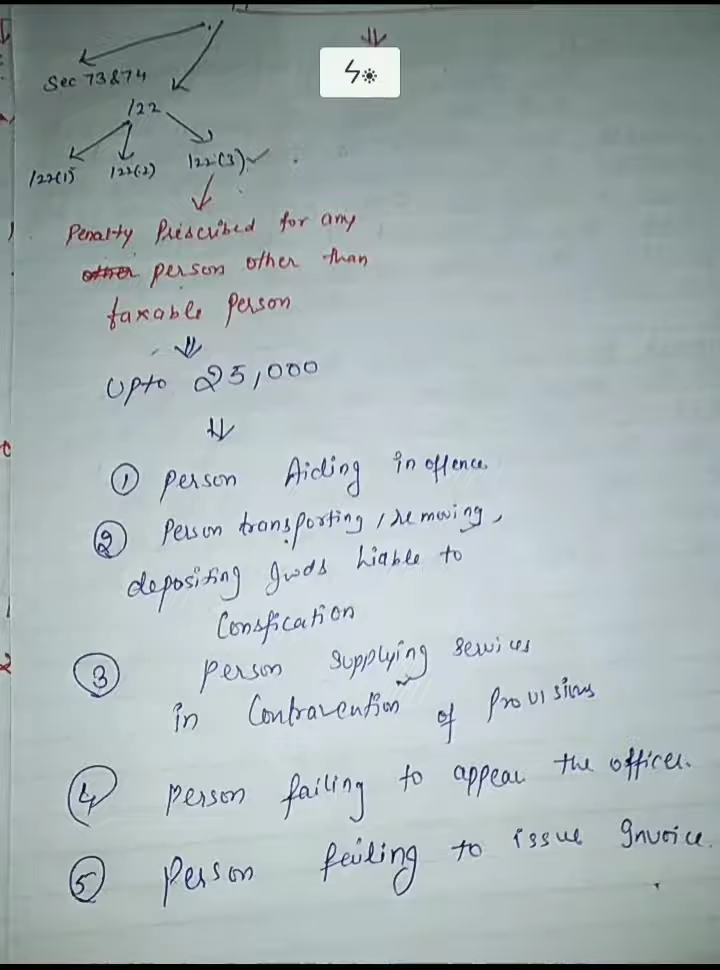 Sec 73 & 74
122
122(1) 122(2) 122(3) ✓
Penalty Prescribed for any
other person other than
taxable Person
Upto 25,000
① person Aiding in offence
② Person transporting / removing,
depositing goods liable to
Consfication
③ person supplying services
in Contravention of provisions
④ person failing to appear the officer.
⑤ person failing to issue Invoice.